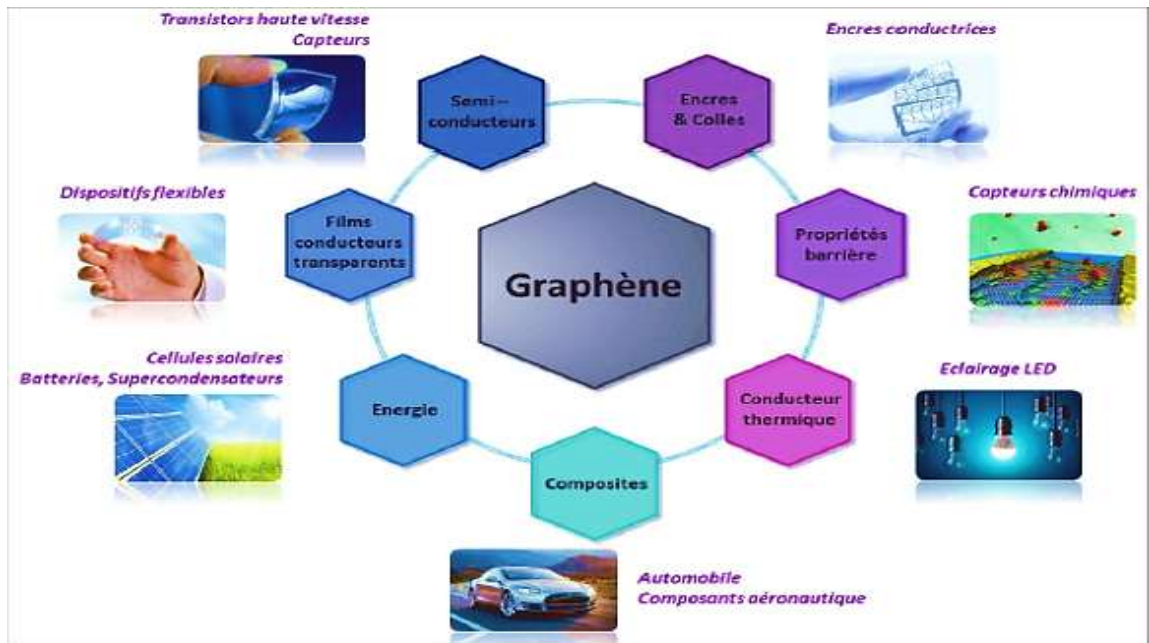 Transistors haute vitesse
Capteurs
Encres conductrices
Semi –
conducteurs
Encres
& Colles
Dispositifs flexibles
Films
conducteurs
transparents
Propriétés
barrière
Capteurs chimiques
Graphène
Cellules solaires
Batteries, Supercondensateurs
Energie
Conducteur
thermique
Eclairage LED
Composites
Automobile
Composants aéronautique